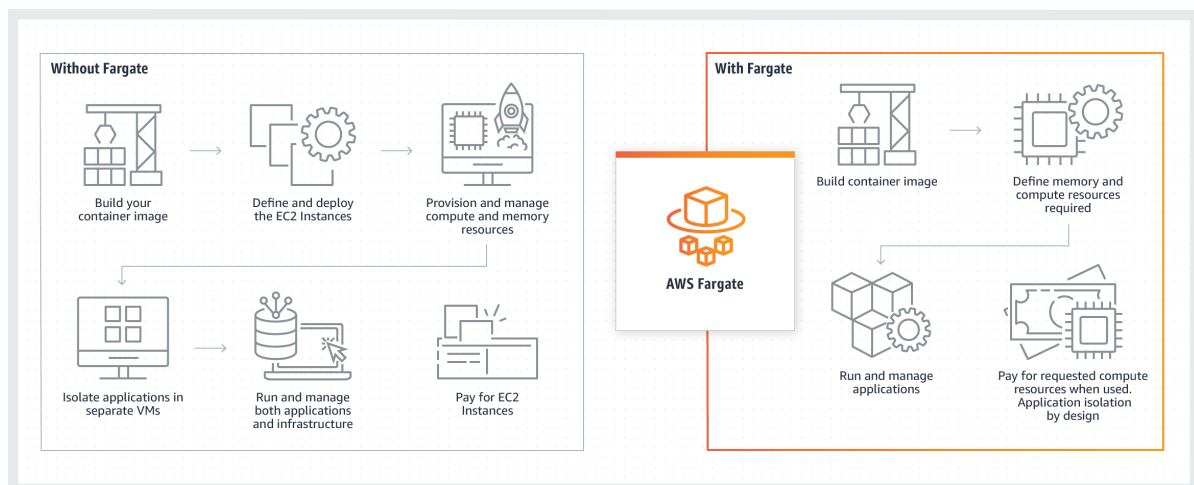 Without Fargate
Build your
container image
Define and deploy
the EC2 Instances
Provision and manage
compute and memory
resources
Isolate applications in
separate VMs
Run and manage
both applications
and infrastructure
Pay for EC2
Instances
AWS Fargate
With Fargate
Build container image
Define memory and
compute resources
required
Run and manage
applications
Pay for requested compute
resources when used.
Application isolation
by design